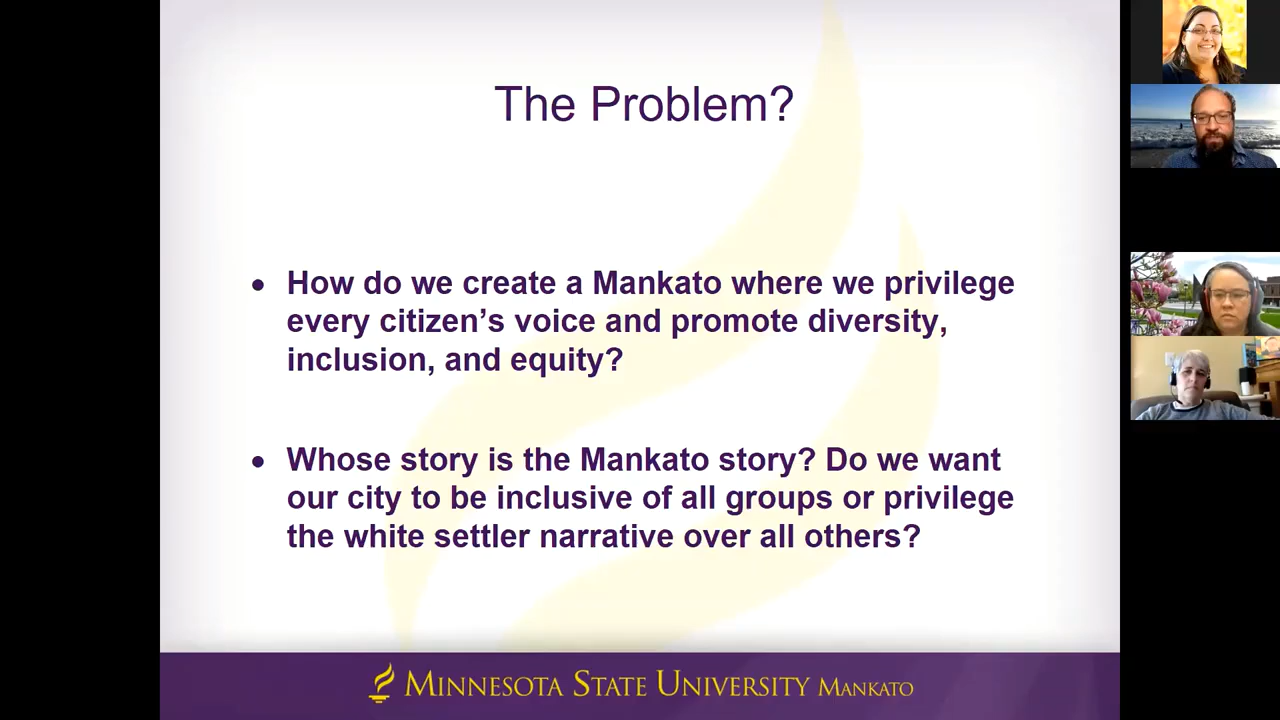 The Problem?
• How do we create a Mankato where we privilege
every citizen’s voice and promote diversity,
inclusion, and equity?
• Whose story is the Mankato story? Do we want
our city to be inclusive of all groups or privilege
the white settler narrative over all others?
MINNESOTA STATE UNIVERSITY MANKATO